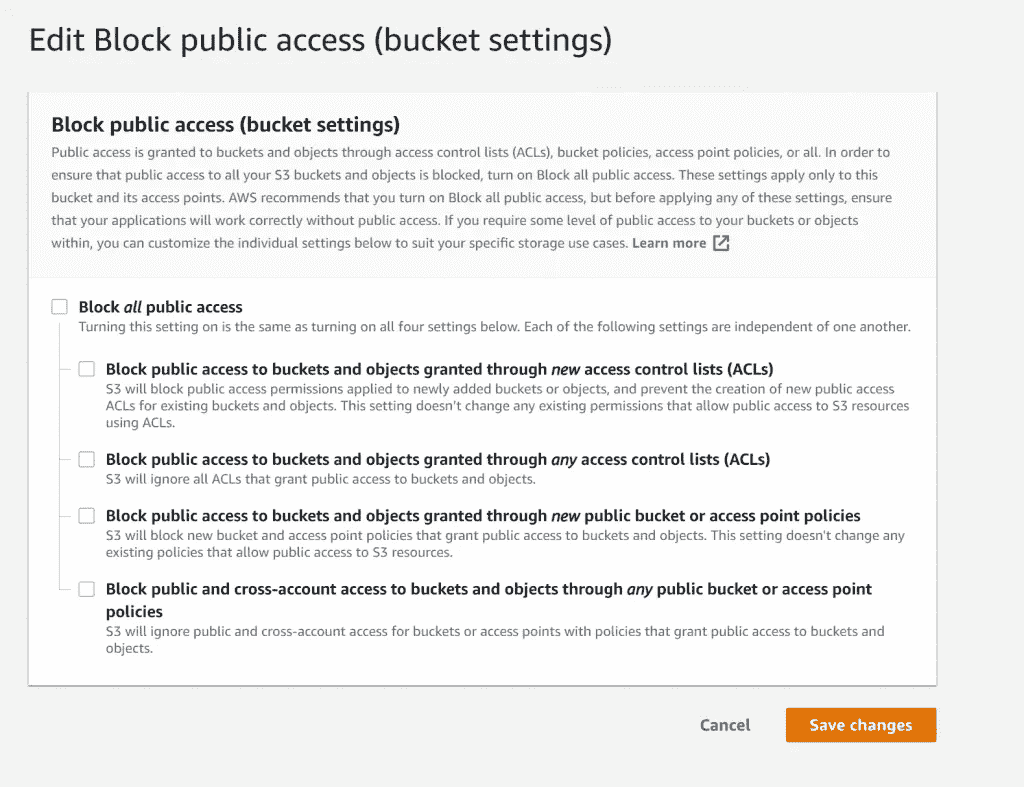 Edit Block public access (bucket settings)
Block public access (bucket settings)
Public access is granted to buckets and objects through access control lists (ACLs), bucket policies, access point policies, or all. In order to
ensure that public access to all your S3 buckets and objects is blocked, turn on Block all public access. These settings apply only to this
bucket and its access points. AWS recommends that you turn on Block all public access, but before applying any of these settings, ensure
that your applications will work correctly without public access. If you require some level of public access to your buckets or objects
within, you can customize the individual settings below to suit your specific storage use cases. Learn more
Block all public access
Turning this setting on is the same as turning on all four settings below. Each of the following settings are independent of one another.
Block public access to buckets and objects granted through new access control lists (ACLs)
S3 will block public access permissions applied to newly added buckets or objects, and prevent the creation of new public access
ACLs for existing buckets and objects. This setting doesn't change any existing permissions that allow public access to S3 resources
using ACLs.
Block public access to buckets and objects granted through any access control lists (ACLs)
S3 will ignore all ACLs that grant public access to buckets and objects.
Block public access to buckets and objects granted through new public bucket or access point policies
S3 will block new bucket and access point policies that grant public access to buckets and objects. This setting doesn't change any
existing policies that allow public access to S3 resources.
Block public and cross-account access to buckets and objects through any public bucket or access point
policies
S3 will ignore public and cross-account access for buckets or access points with policies that grant public access to buckets and
objects.
Cancel
Save changes